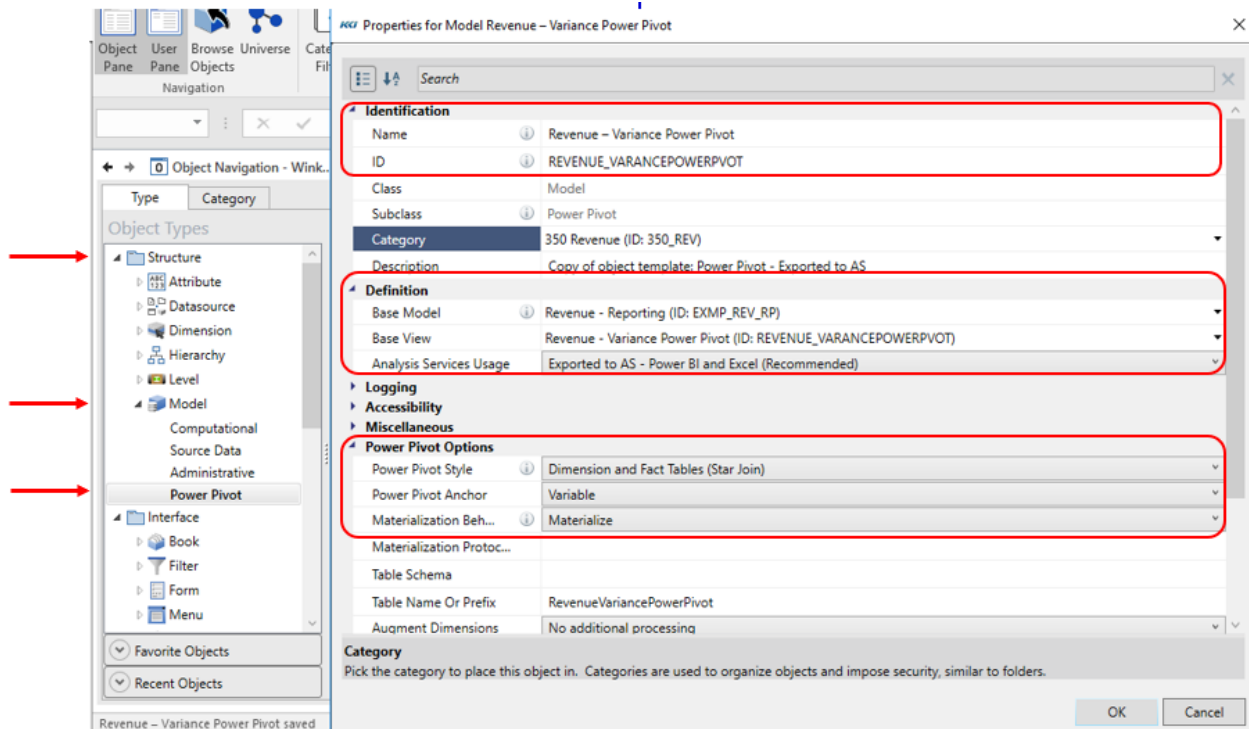 Object Pane
User Pane
Browse Objects
Universe
Cate
Fil
Navigation
Object Navigation - Wink..
Type
Category
Object Types
Structure
Attribute
Datasource
Dimension
Hierarchy
Level
Model
Computational
Source Data
Administrative
Power Pivot
Interface
Book
Filter
Form
Menu
Favorite Objects
Recent Objects
Revenue – Variance Power Pivot saved
KCI Properties for Model Revenue – Variance Power Pivot
Search
Identification
Name Revenue – Variance Power Pivot
ID REVENUE_VARANCEPOWERPVOT
Class Model
Subclass Power Pivot
Category 350 Revenue (ID: 350_REV)
Description Copy of object template: Power Pivot - Exported to AS
Definition
Base Model Revenue - Reporting (ID: EXMP_REV_RP)
Base View Revenue - Variance Power Pivot (ID: REVENUE_VARANCEPOWERPVOT)
Analysis Services Usage Exported to AS - Power BI and Excel (Recommended)
Logging
Accessibility
Miscellaneous
Power Pivot Options
Power Pivot Style Dimension and Fact Tables (Star Join)
Power Pivot Anchor Variable
Materialization Beh... Materialize
Materialization Protoc...
Table Schema
Table Name Or Prefix RevenueVariancePowerPivot
Augment Dimensions No additional processing
Category
Pick the category to place this object in. Categories are used to organize objects and impose security, similar to folders.
OK Cancel